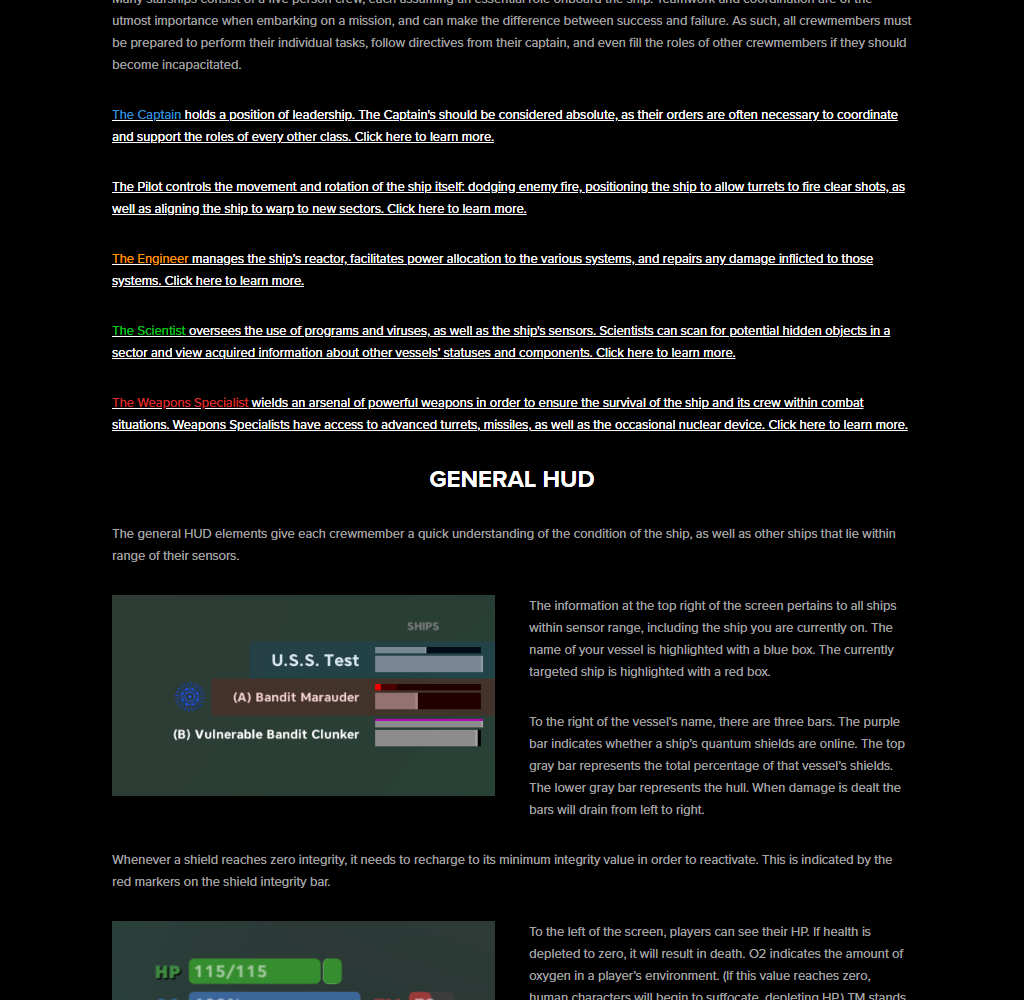 Many starships consist of a five person crew, each assuming an essential role onboard the ship. Teamwork and coordination are of the
utmost importance when embarking on a mission, and can make the difference between success and failure. As such, all crewmembers must
be prepared to perform their individual tasks, follow directives from their captain, and even fill the roles of other crewmembers if they should
become incapacitated.
The Captain holds a position of leadership. The Captain's should be considered absolute, as their orders are often necessary to coordinate
and support the roles of every other class. Click here to learn more.
The Pilot controls the movement and rotation of the ship itself: dodging enemy fire, positioning the ship to allow turrets to fire clear shots, as
well as aligning the ship to warp to new sectors. Click here to learn more.
The Engineer manages the ship's reactor, facilitates power allocation to the various systems, and repairs any damage inflicted to those
systems. Click here to learn more.
The Scientist oversees the use of programs and viruses, as well as the ship's sensors. Scientists can scan for potential hidden objects in a
sector and view acquired information about other vessels' statuses and components. Click here to learn more.
The Weapons Specialist wields an arsenal of powerful weapons in order to ensure the survival of the ship and its crew within combat
situations. Weapons Specialists have access to advanced turrets, missiles, as well as the occasional nuclear device. Click here to learn more.
GENERAL HUD
The general HUD elements give each crewmember a quick understanding of the condition of the ship, as well as other ships that lie within
range of their sensors.
SHIPS
U.S.S. Test
(A) Bandit Marauder
(B) Vulnerable Bandit Clunker
The information at the top right of the screen pertains to all ships
within sensor range, including the ship you are currently on. The
name of your vessel is highlighted with a blue box. The currently
targeted ship is highlighted with a red box.
To the right of the vessel's name, there are three bars. The purple
bar indicates whether a ship's quantum shields are online. The top
gray bar represents the total percentage of that vessel's shields.
The lower gray bar represents the hull. When damage is dealt the
bars will drain from left to right.
Whenever a shield reaches zero integrity, it needs to recharge to its minimum integrity value in order to reactivate. This is indicated by the
red markers on the shield integrity bar.
HP 115/115
To the left of the screen, players can see their HP. If health is
depleted to zero, it will result in death. O2 indicates the amount of
oxygen in a player's environment. (If this value reaches zero,
human characters will begin to suffocate, depleting HP.) TM stands